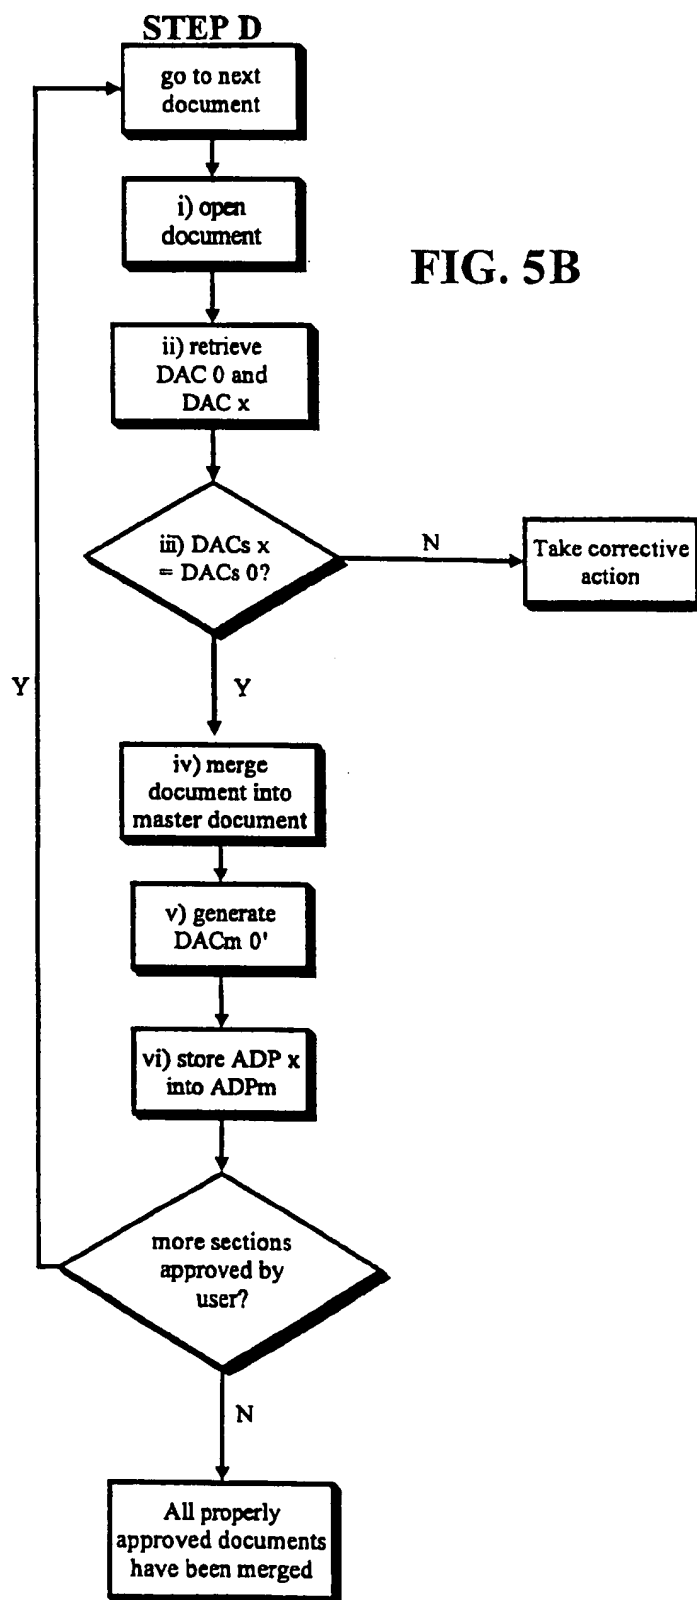 STEP D
go to next
document
i) open
document
FIG. 5B
ii) retrieve
DAC 0 and
DAC x
iii) DACs x
= DACs 0?
N
Take corrective
action
Y
Y
iv) merge
document into
master document
v) generate
DACm 0'
vi) store ADP x
into ADPm
more sections
approved by
user?
N
All properly
approved documents
have been merged